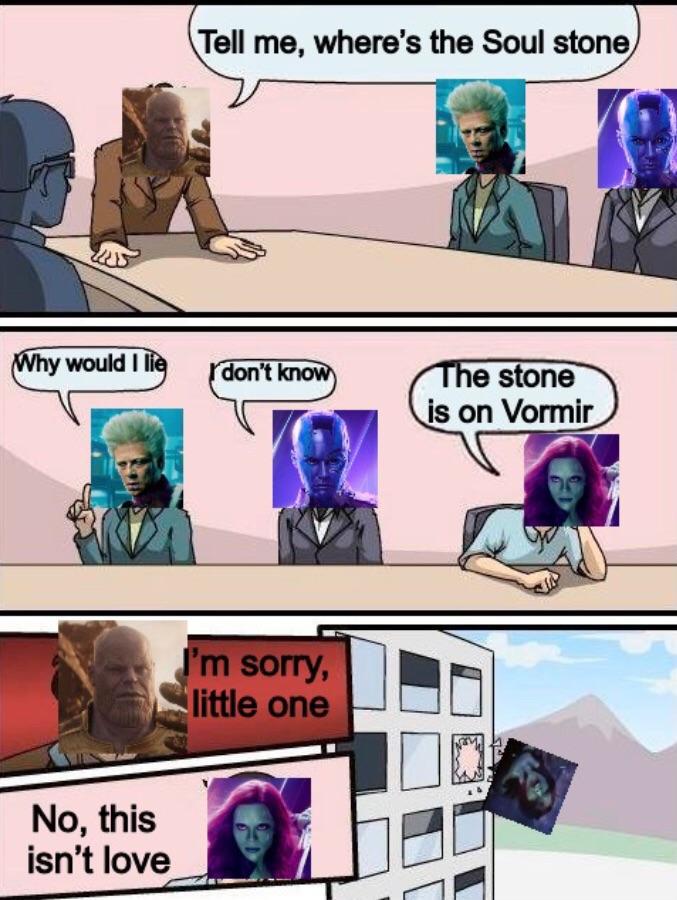 Tell me, where's the Soul stone
Why would I lie
I don't know
The stone
is on Vormir
I'm sorry,
little one
No, this
isn't love